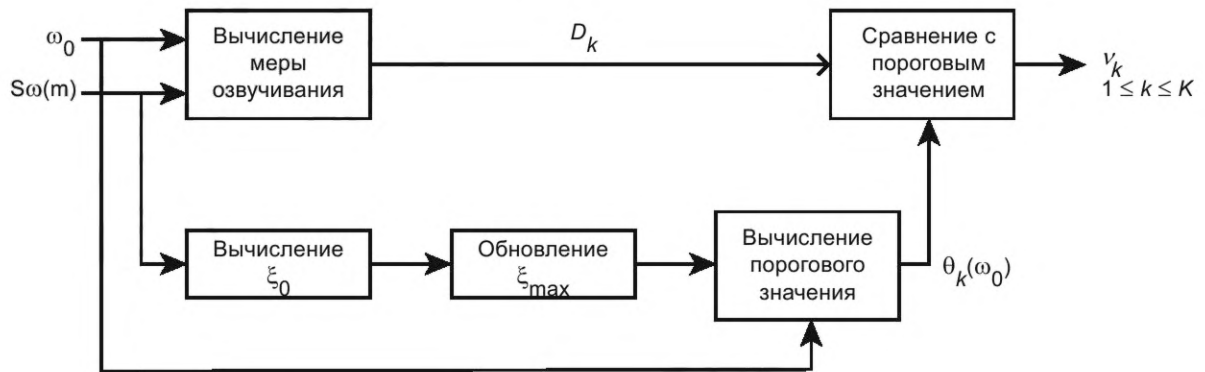 ω0
Sω(m)
Вычисление
меры
озвучивания
Dk
Сравнение с
пороговым
значением
νk
1 ≤ k ≤ K
Вычисление
ξ0
Обновление
ξmax
Вычисление
порогового
значения
θk(ω0)